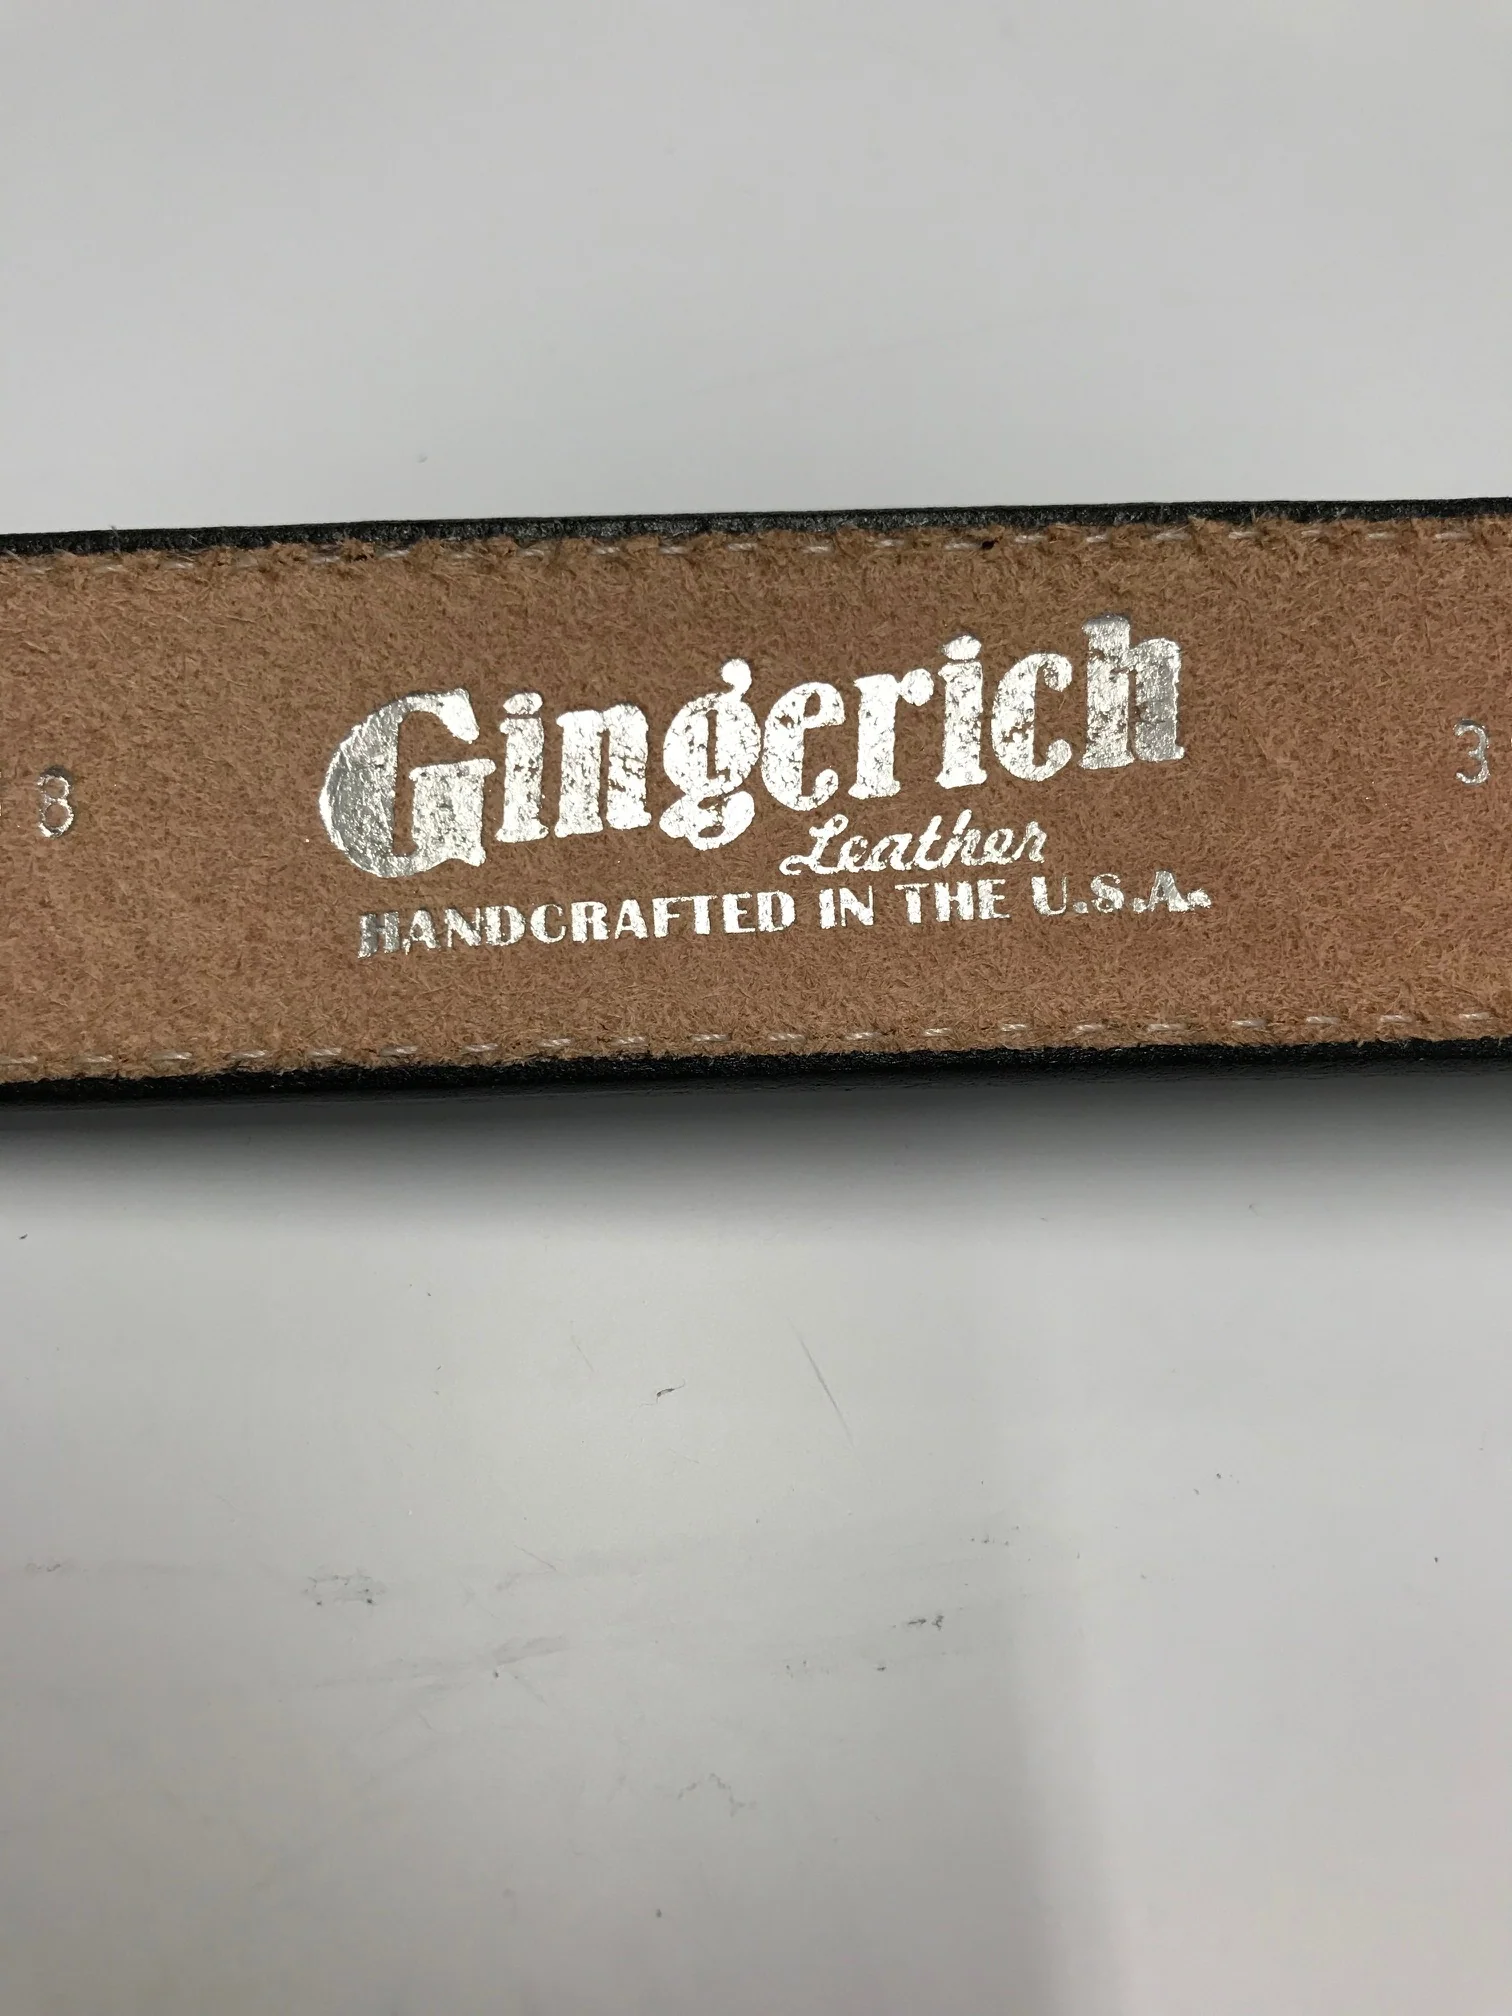 Gingerich
Leather
HANDCRAFTED IN THE U.S.A.
8
3